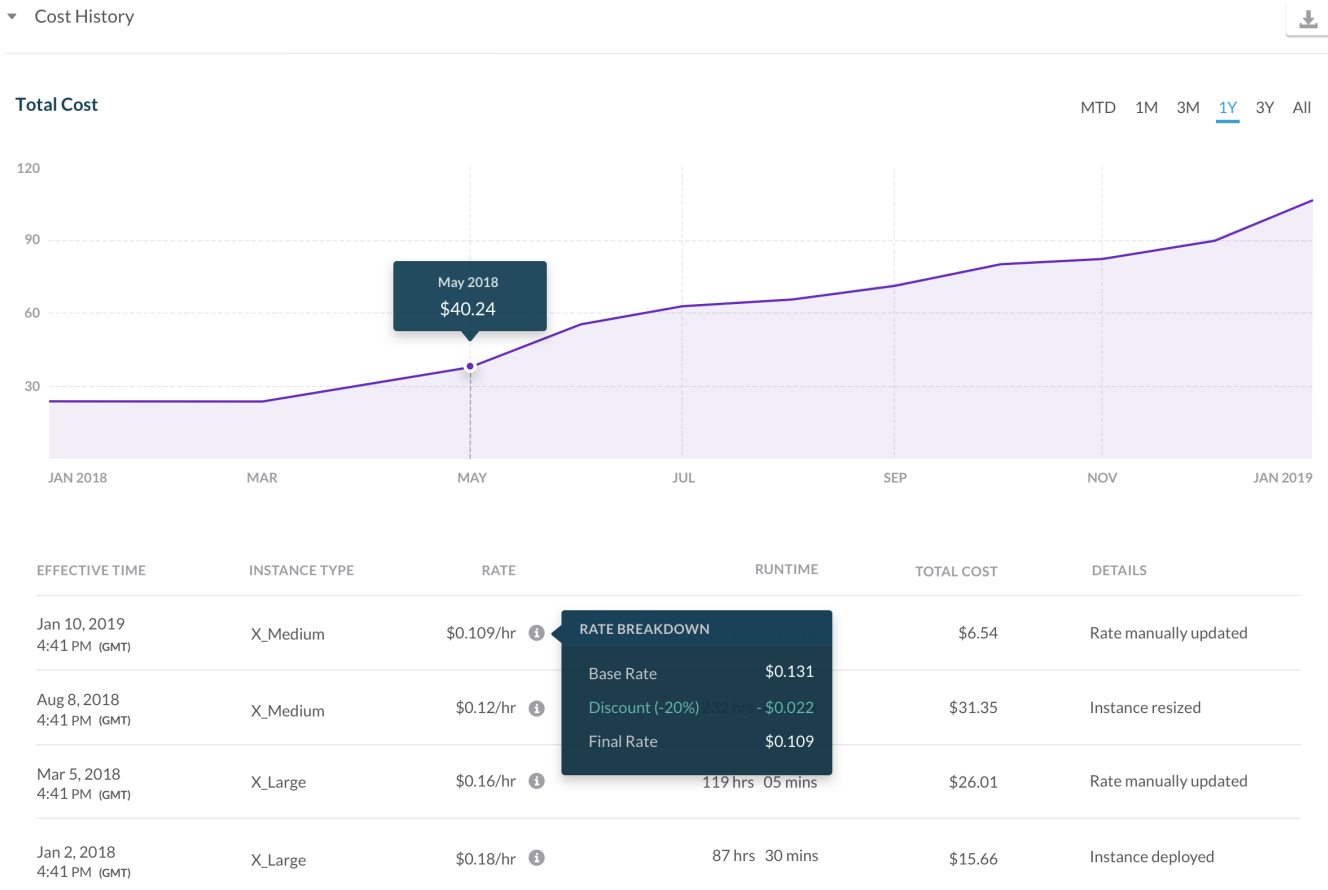 Cost History
Total Cost
MTD 1M 3M 1Y 3Y All
120
90
60
30
May 2018
$40.24
JAN 2018 MAR MAY JUL SEP NOV JAN 2019
EFFECTIVE TIME INSTANCE TYPE RATE RUNTIME TOTAL COST DETAILS
Jan 10, 2019
4:41 PM (GMT)
X_Medium $0.109/hr $6.54 Rate manually updated
RATE BREAKDOWN
Base Rate $0.131
Discount (-20%) - $0.022
Final Rate $0.109
Aug 8, 2018
4:41 PM (GMT)
X_Medium $0.12/hr 232 hrs $31.35 Instance resized
Mar 5, 2018
4:41 PM (GMT)
X_Large $0.16/hr 119 hrs 05 mins $26.01 Rate manually updated
Jan 2, 2018
4:41 PM (GMT)
X_Large $0.18/hr 87 hrs 30 mins $15.66 Instance deployed